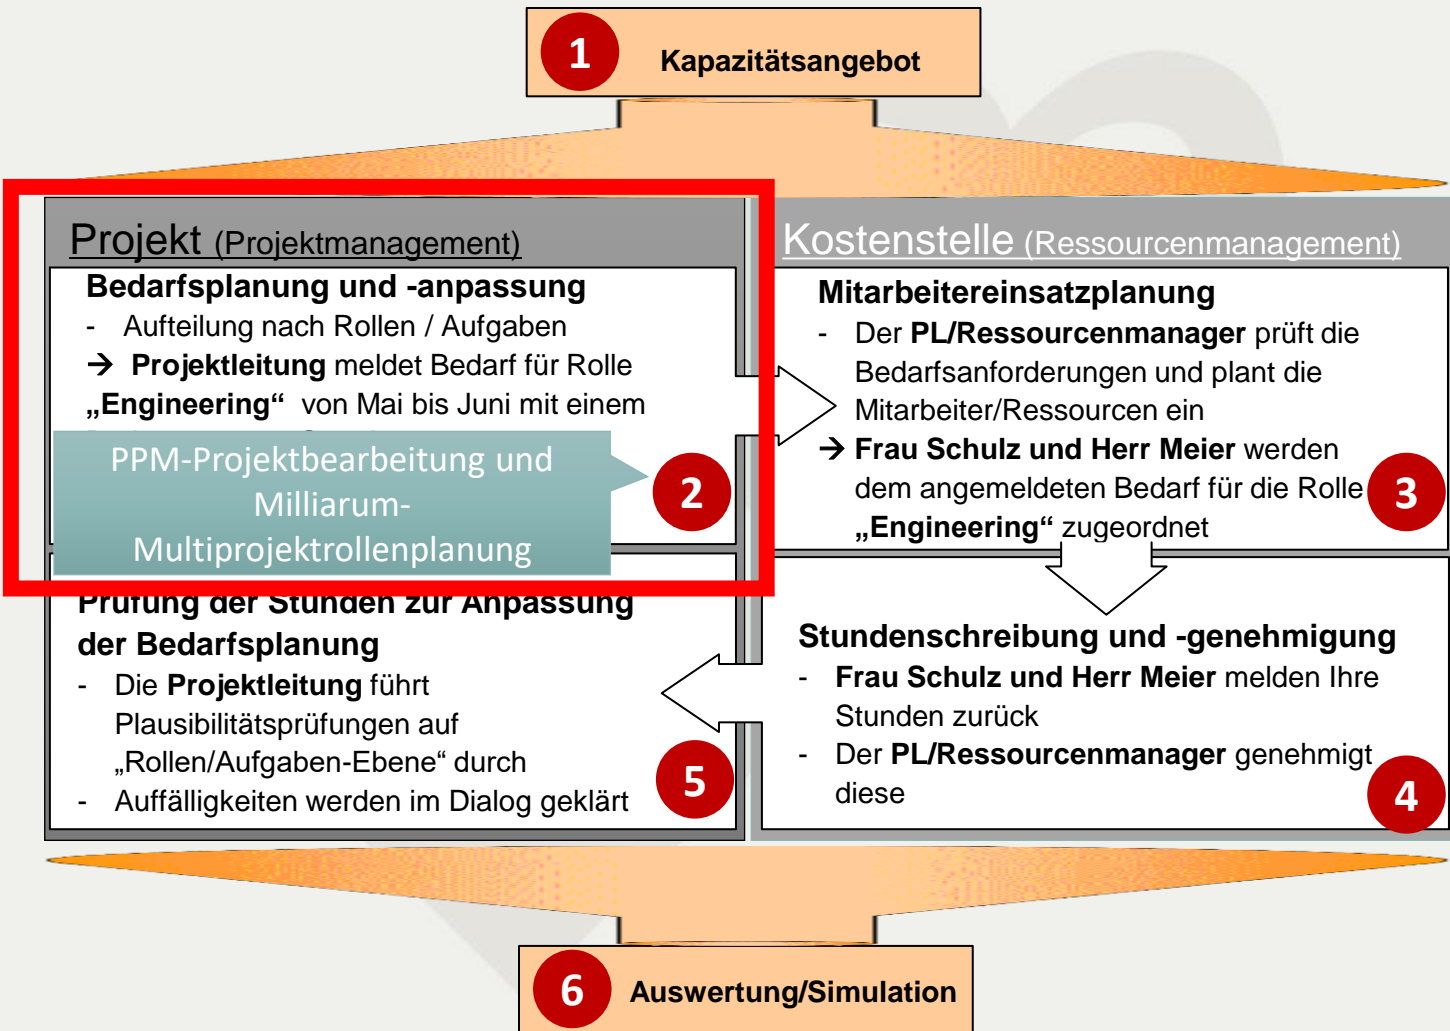 1
Kapazitätsangebot
Projekt (Projektmanagement)
Bedarfsplanung und -anpassung
- Aufteilung nach Rollen / Aufgaben
→ Projektleitung meldet Bedarf für Rolle
„Engineering“ von Mai bis Juni mit einem
PPM-Projektbearbeitung und
Milliarum-
Multiprojektrollenplanung
2
Kostenstelle (Ressourcenmanagement)
Mitarbeitereinsatzplanung
- Der PL/Ressourcenmanager prüft die
Bedarfsanforderungen und plant die
Mitarbeiter/Ressourcen ein
→ Frau Schulz und Herr Meier werden
dem angemeldeten Bedarf für die Rolle
„Engineering“ zugeordnet
3
Stundenschreibung und -genehmigung
- Frau Schulz und Herr Meier melden Ihre
Stunden zurück
- Der PL/Ressourcenmanager genehmigt
diese
4
Prüfung der Stunden zur Anpassung
der Bedarfsplanung
- Die Projektleitung führt
Plausibilitätsprüfungen auf
„Rollen/Aufgaben-Ebene“ durch
- Auffälligkeiten werden im Dialog geklärt
5
6
Auswertung/Simulation